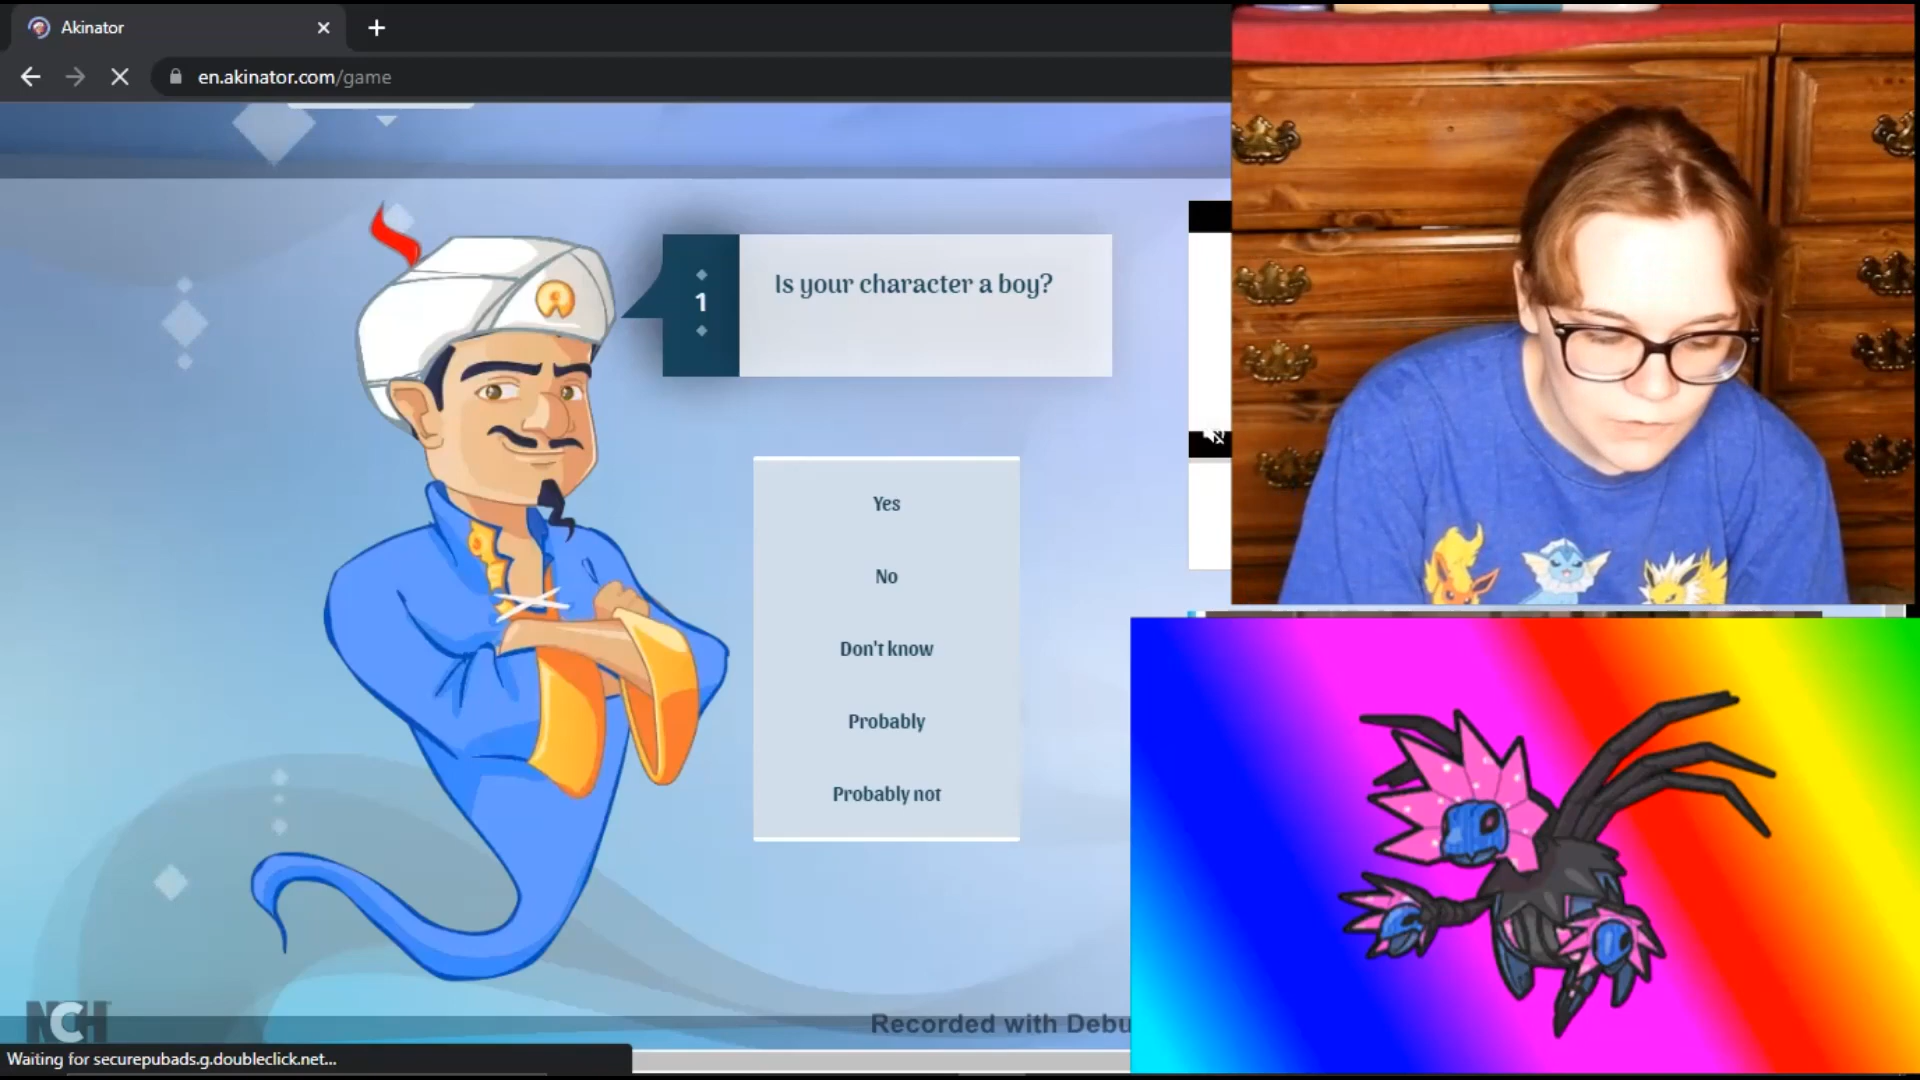 Akinator
en.akinator.com/game
1
Is your character a boy?
Yes
No
Don't know
Probably
Probably not
NCH
Recorded with Debu
Waiting for securepubads.g.doubleclick.net...